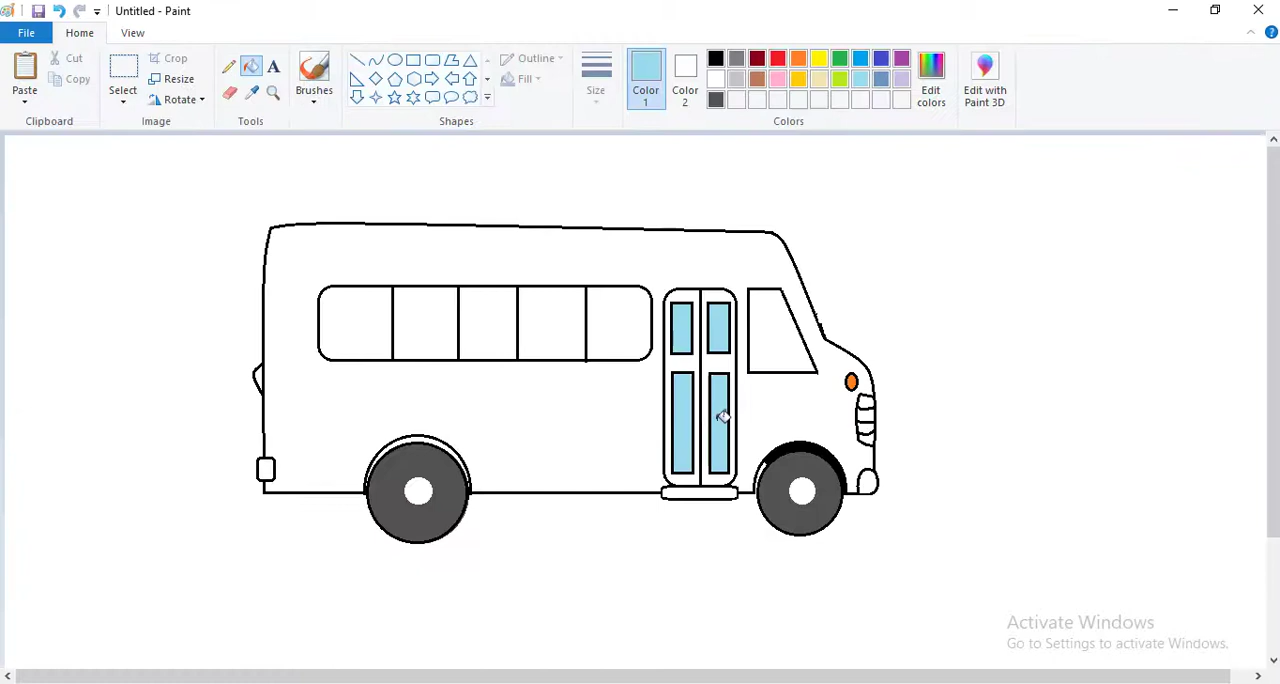 Untitled - Paint
File Home View
Paste Cut Copy
Clipboard
Select Crop Resize Rotate
Image
Tools
Brushes
Shapes
Outline Fill
Size
Color 1 Color 2
Colors
Edit colors
Edit with Paint 3D
Activate Windows
Go to Settings to activate Windows.